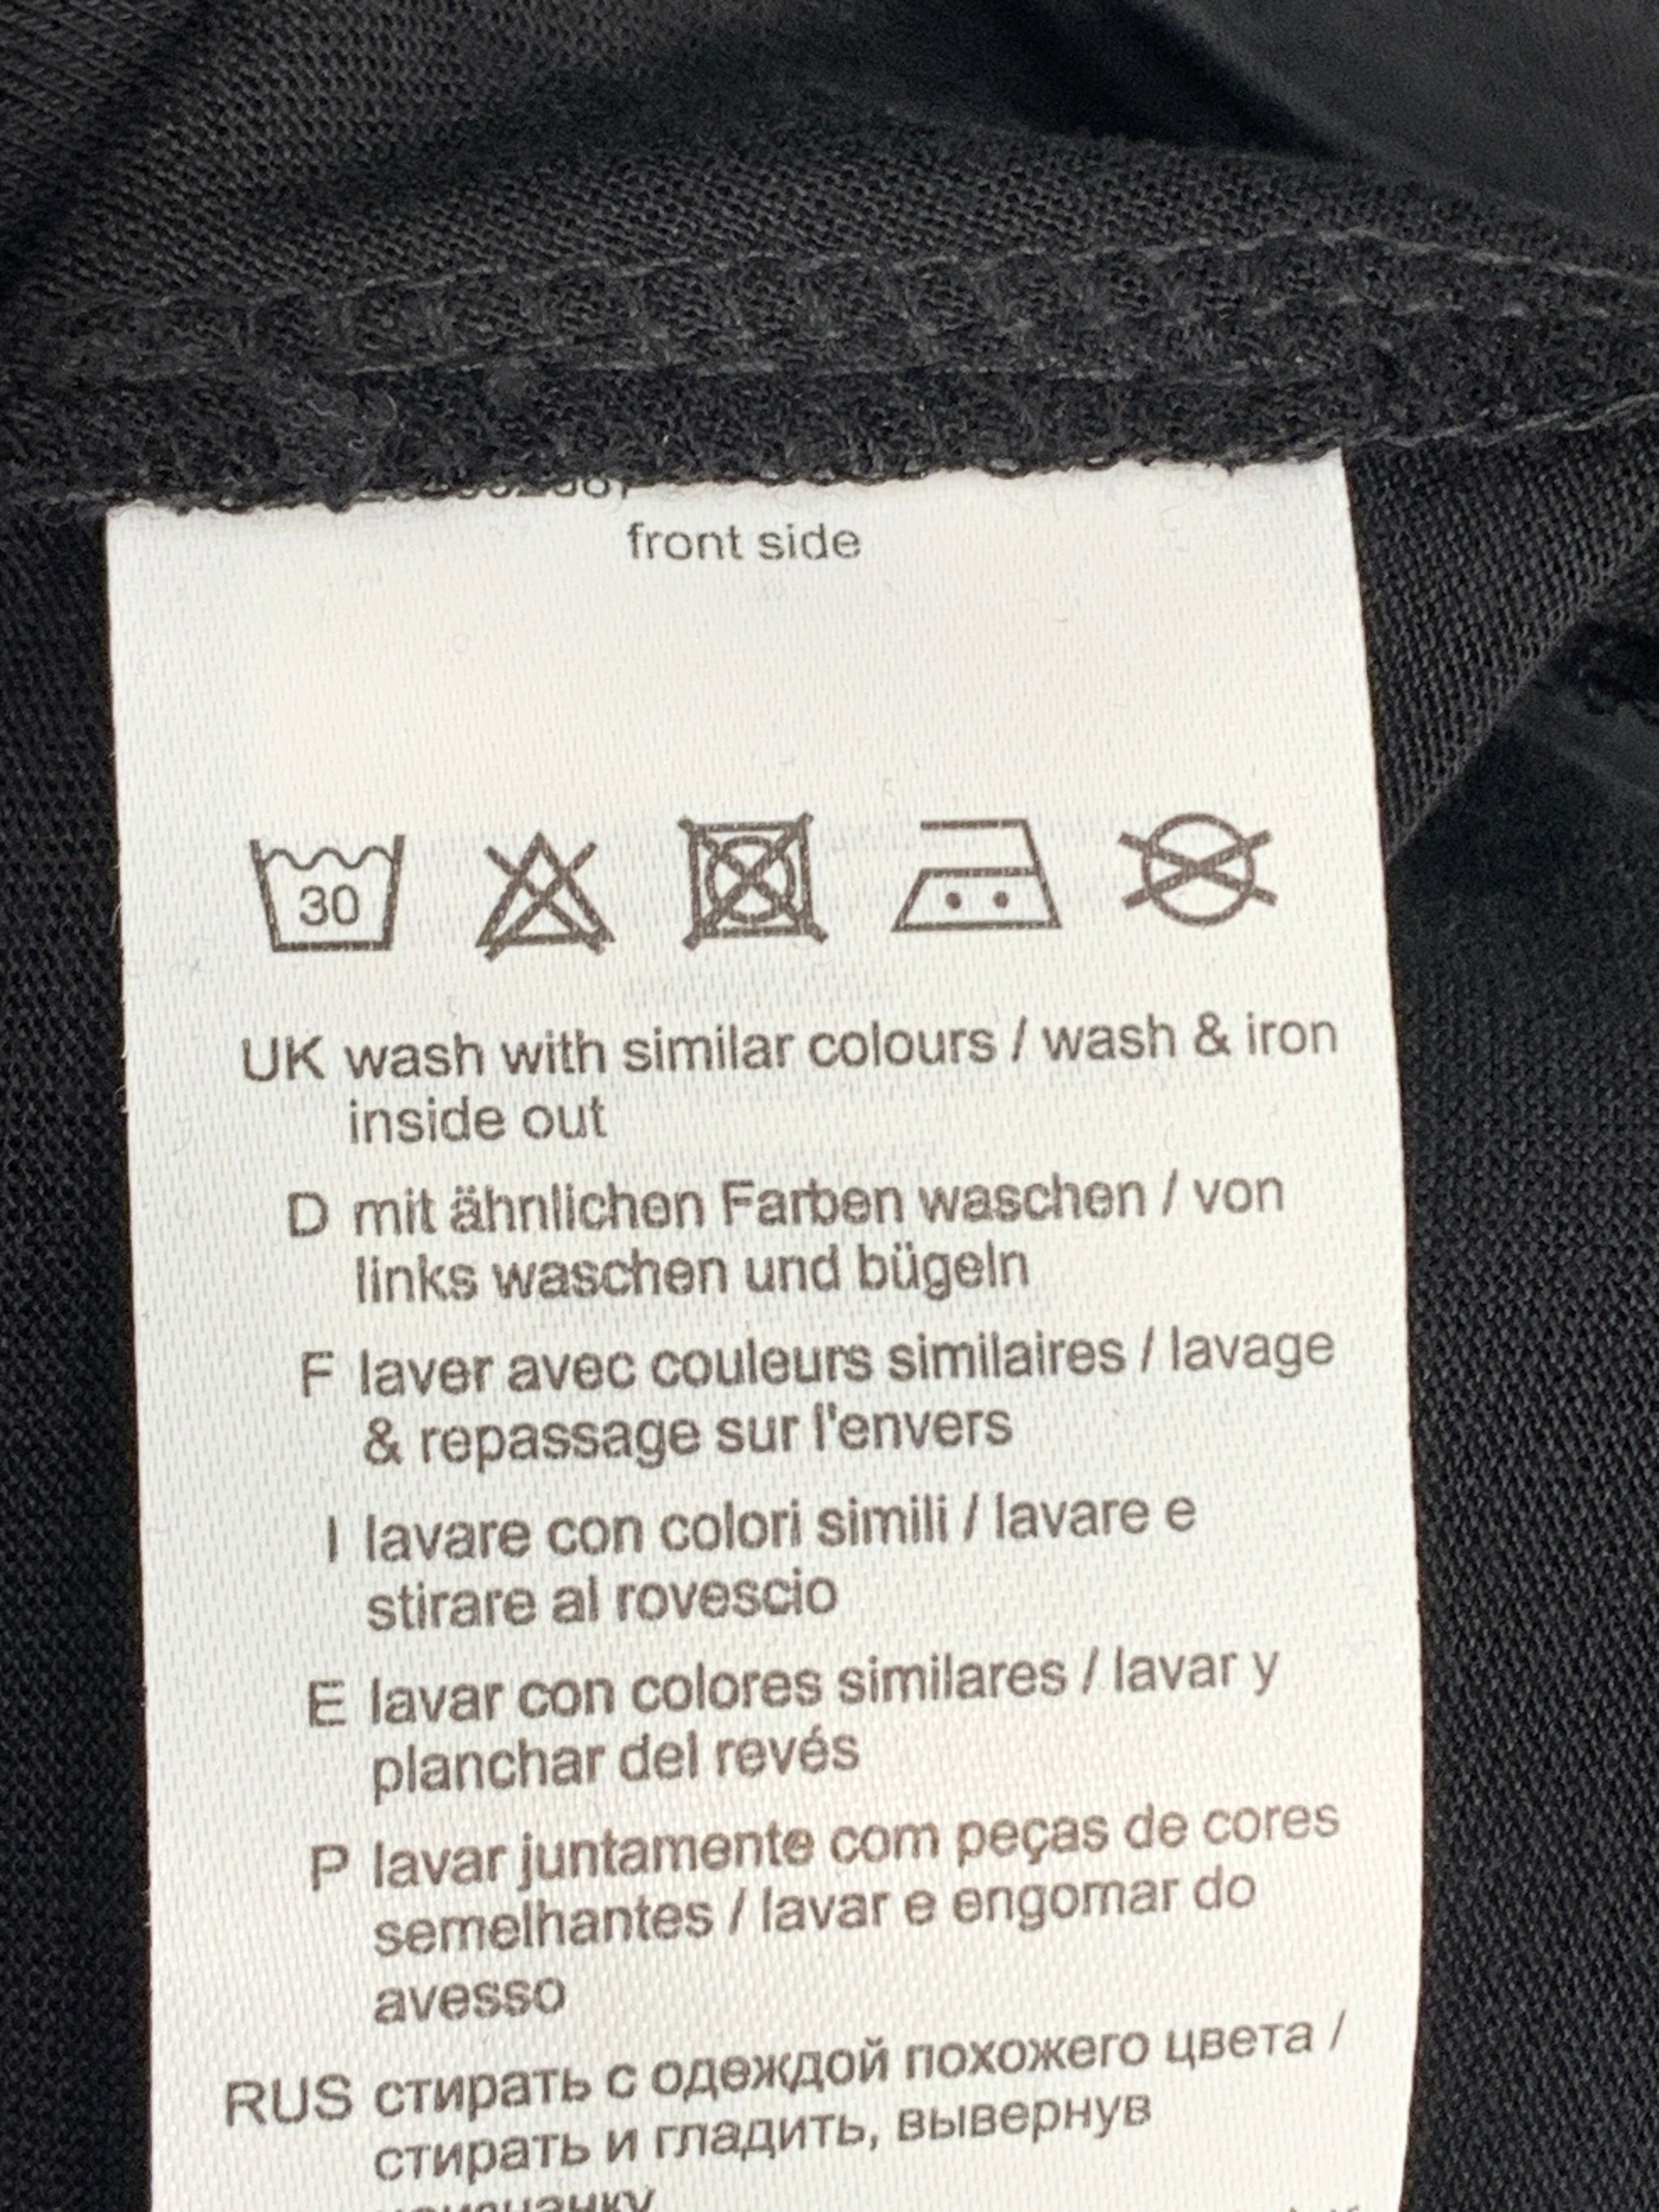 front side
30
UK wash with similar colours / wash & iron
inside out
D mit ähnlichen Farben waschen / von
links waschen und bügeln
F laver avec couleurs similaires / lavage
& repassage sur l'envers
I lavare con colori simili / lavare e
stirare al rovescio
E lavar con colores similares / lavar y
planchar del revés
P lavar juntamente com peças de cores
semelhantes / lavar e engomar do
avesso
RUS стирать с одеждой похожего цвета /
стирать и гладить, вывернув